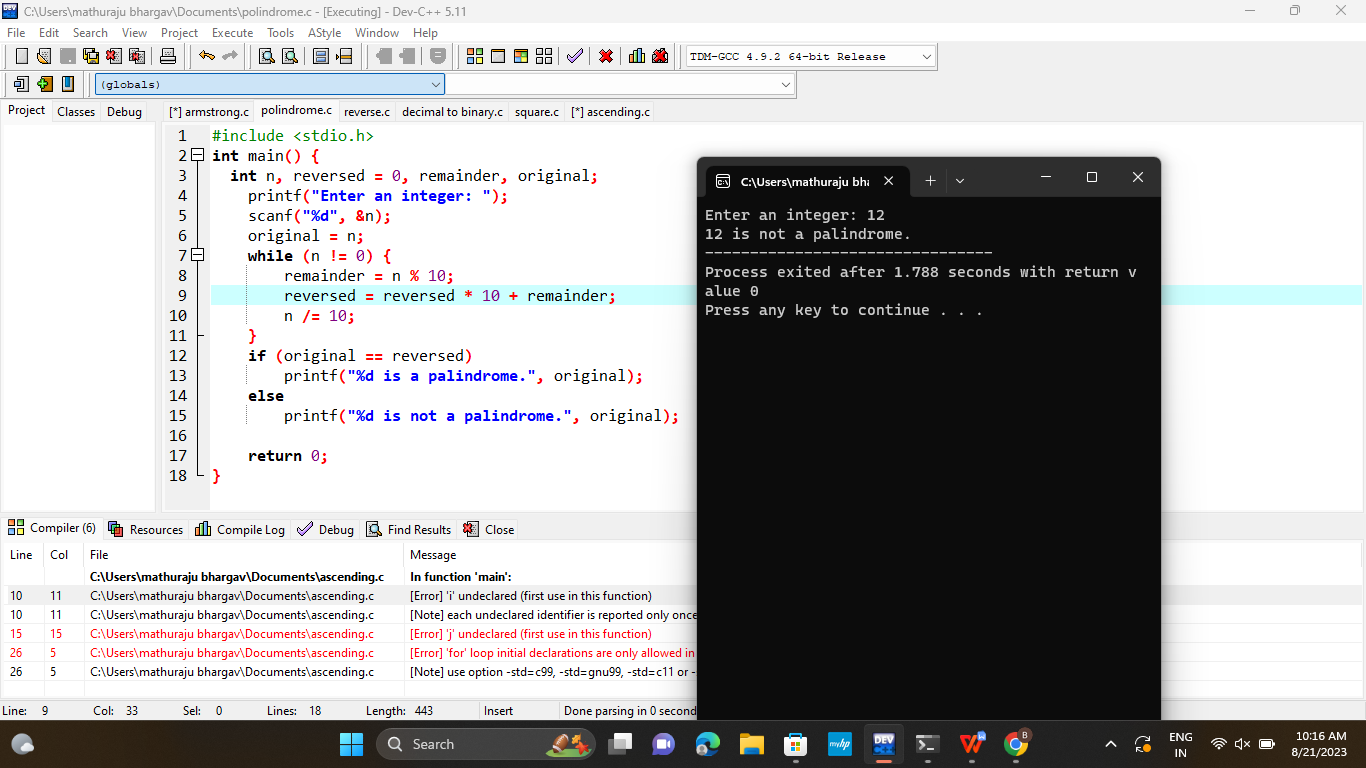 C:\Users\mathuraju bhargav\Documents\polindrome.c - [Executing] - Dev-C++ 5.11
File Edit Search View Project Execute Tools AStyle Window Help
TDM-GCC 4.9.2 64-bit Release
(globals)
Project Classes Debug [*] armstrong.c polindrome.c reverse.c decimal to binary.c square.c [*] ascending.c
1 #include <stdio.h>
2 int main() {
3 int n, reversed = 0, remainder, original;
4 printf("Enter an integer: ");
5 scanf("%d", &n);
6 original = n;
7 while (n != 0) {
8 remainder = n % 10;
9 reversed = reversed * 10 + remainder;
10 n /= 10;
11 }
12 if (original == reversed)
13 printf("%d is a palindrome.", original);
14 else
15 printf("%d is not a palindrome.", original);
16
17 return 0;
18 }
C:\Users\mathuraju bha
Enter an integer: 12
12 is not a palindrome.
--------------------------------
Process exited after 1.788 seconds with return v
alue 0
Press any key to continue . . .
Compiler (6) Resources Compile Log Debug Find Results Close
Line Col File Message
C:\Users\mathuraju bhargav\Documents\ascending.c In function 'main':
10 11 C:\Users\mathuraju bhargav\Documents\ascending.c [Error] 'i' undeclared (first use in this function)
10 11 C:\Users\mathuraju bhargav\Documents\ascending.c [Note] each undeclared identifier is reported only once
15 15 C:\Users\mathuraju bhargav\Documents\ascending.c [Error] 'j' undeclared (first use in this function)
26 5 C:\Users\mathuraju bhargav\Documents\ascending.c [Error] 'for' loop initial declarations are only allowed in
26 5 C:\Users\mathuraju bhargav\Documents\ascending.c [Note] use option -std=c99, -std=gnu99, -std=c11 or -
Line: 9 Col: 33 Sel: 0 Lines: 18 Length: 443 Insert Done parsing in 0 second
Search
myhp
DEV
B
ENG
IN
10:16 AM
8/21/2023